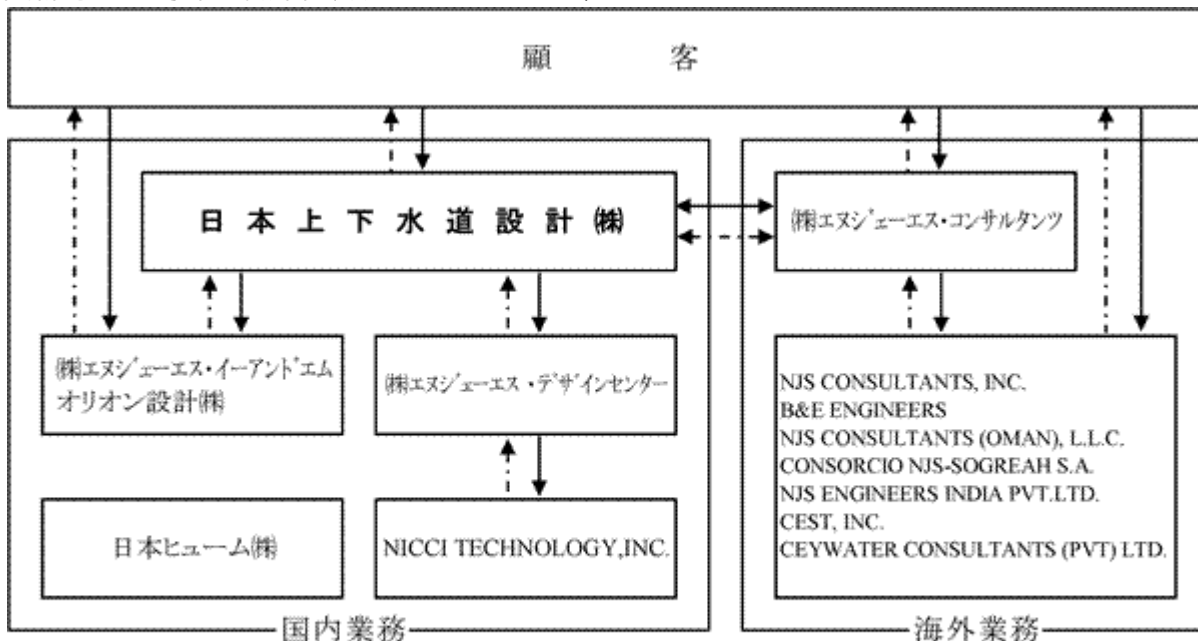 顧 客
日 本 上 下 水 道 設 計 ㈱
㈱エヌジェーエス・コンサルタンツ
㈱エヌジェーエス・イーアンドエム
オリオン設計㈱
㈱エヌジェーエス・デザインセンター
NJS CONSULTANTS, INC.
B&E ENGINEERS
NJS CONSULTANTS (OMAN), L.L.C.
CONSORCIO NJS-SOGREAH S.A.
NJS ENGINEERS INDIA PVT.LTD.
CEST, INC.
CEYWATER CONSULTANTS (PVT) LTD.
日本ヒューム㈱
NICCI TECHNOLOGY,INC.
国内業務
海外業務